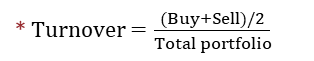 * Turnover = (Buy+Sell)/2
Total portfolio